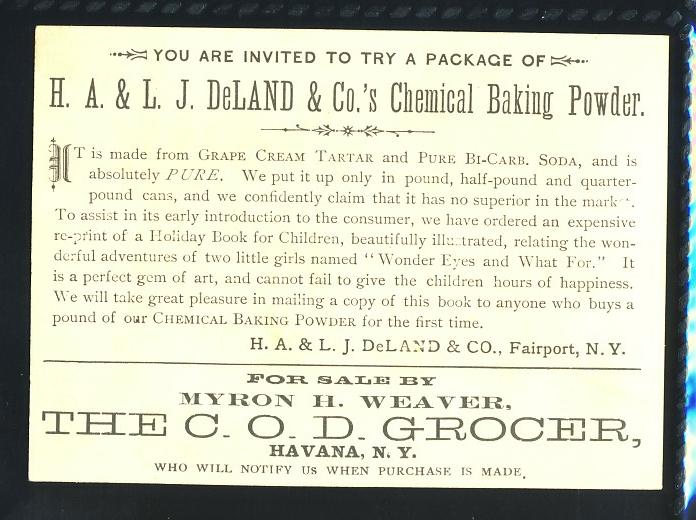 YOU ARE INVITED TO TRY A PACKAGE OF
H. A. & L. J. DeLAND & Co.'s Chemical Baking Powder.
IT is made from GRAPE CREAM TARTAR and PURE BI-CARB. SODA, and is
absolutely PURE. We put it up only in pound, half-pound and quarter-
pound cans, and we confidently claim that it has no superior in the market.
To assist in its early introduction to the consumer, we have ordered an expensive
re-print of a Holiday Book for Children, beautifully illustrated, relating the won-
derful adventures of two little girls named "Wonder Eyes and What For." It
is a perfect gem of art, and cannot fail to give the children hours of happiness.
We will take great pleasure in mailing a copy of this book to anyone who buys a
pound of our CHEMICAL BAKING POWDER for the first time.
H. A. & L. J. DeLAND & CO., Fairport, N. Y.
FOR SALE BY
MYRON H. WEAVER,
THE C. O. D. GROCER,
HAVANA, N. Y.
WHO WILL NOTIFY US WHEN PURCHASE IS MADE.